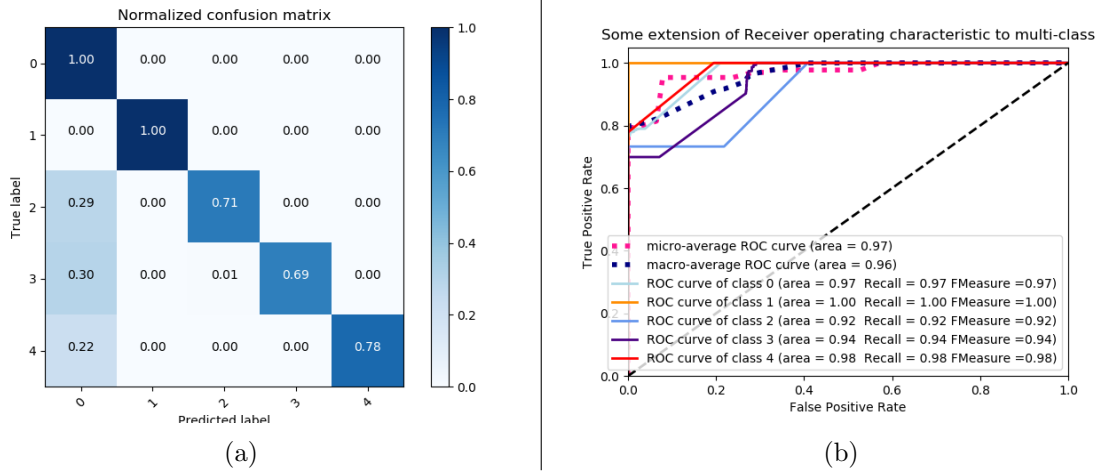 Normalized confusion matrix
0 1.00 0.00 0.00 0.00 0.00
1 0.00 1.00 0.00 0.00 0.00
2 0.29 0.00 0.71 0.00 0.00
3 0.30 0.00 0.01 0.69 0.00
4 0.22 0.00 0.00 0.00 0.78
0 1 2 3 4
True label
Predicted label
1.0
0.8
0.6
0.4
0.2
0.0
(a)
Some extension of Receiver operating characteristic to multi-class
1.0
0.8
0.6
0.4
0.2
0.0
True Positive Rate
micro-average ROC curve (area = 0.97)
macro-average ROC curve (area = 0.96)
ROC curve of class 0 (area = 0.97 Recall = 0.97 FMeasure =0.97)
ROC curve of class 1 (area = 1.00 Recall = 1.00 FMeasure =1.00)
ROC curve of class 2 (area = 0.92 Recall = 0.92 FMeasure =0.92)
ROC curve of class 3 (area = 0.94 Recall = 0.94 FMeasure =0.94)
ROC curve of class 4 (area = 0.98 Recall = 0.98 FMeasure =0.98)
0.0 0.2 0.4 0.6 0.8 1.0
False Positive Rate
(b)